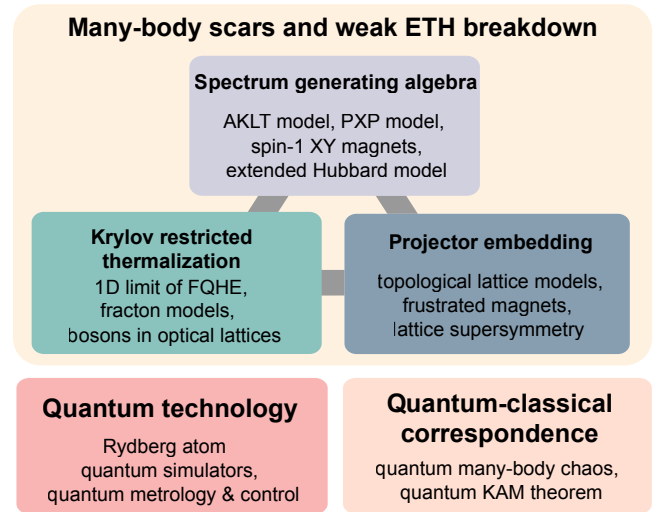 Many-body scars and weak ETH breakdown
Spectrum generating algebra
AKLT model, PXP model,
spin-1 XY magnets,
extended Hubbard model
Krylov restricted
thermalization
1D limit of FQHE,
fracton models,
bosons in optical lattices
Projector embedding
topological lattice models,
frustrated magnets,
lattice supersymmetry
Quantum technology
Rydberg atom
quantum simulators,
quantum metrology & control
Quantum-classical
correspondence
quantum many-body chaos,
quantum KAM theorem